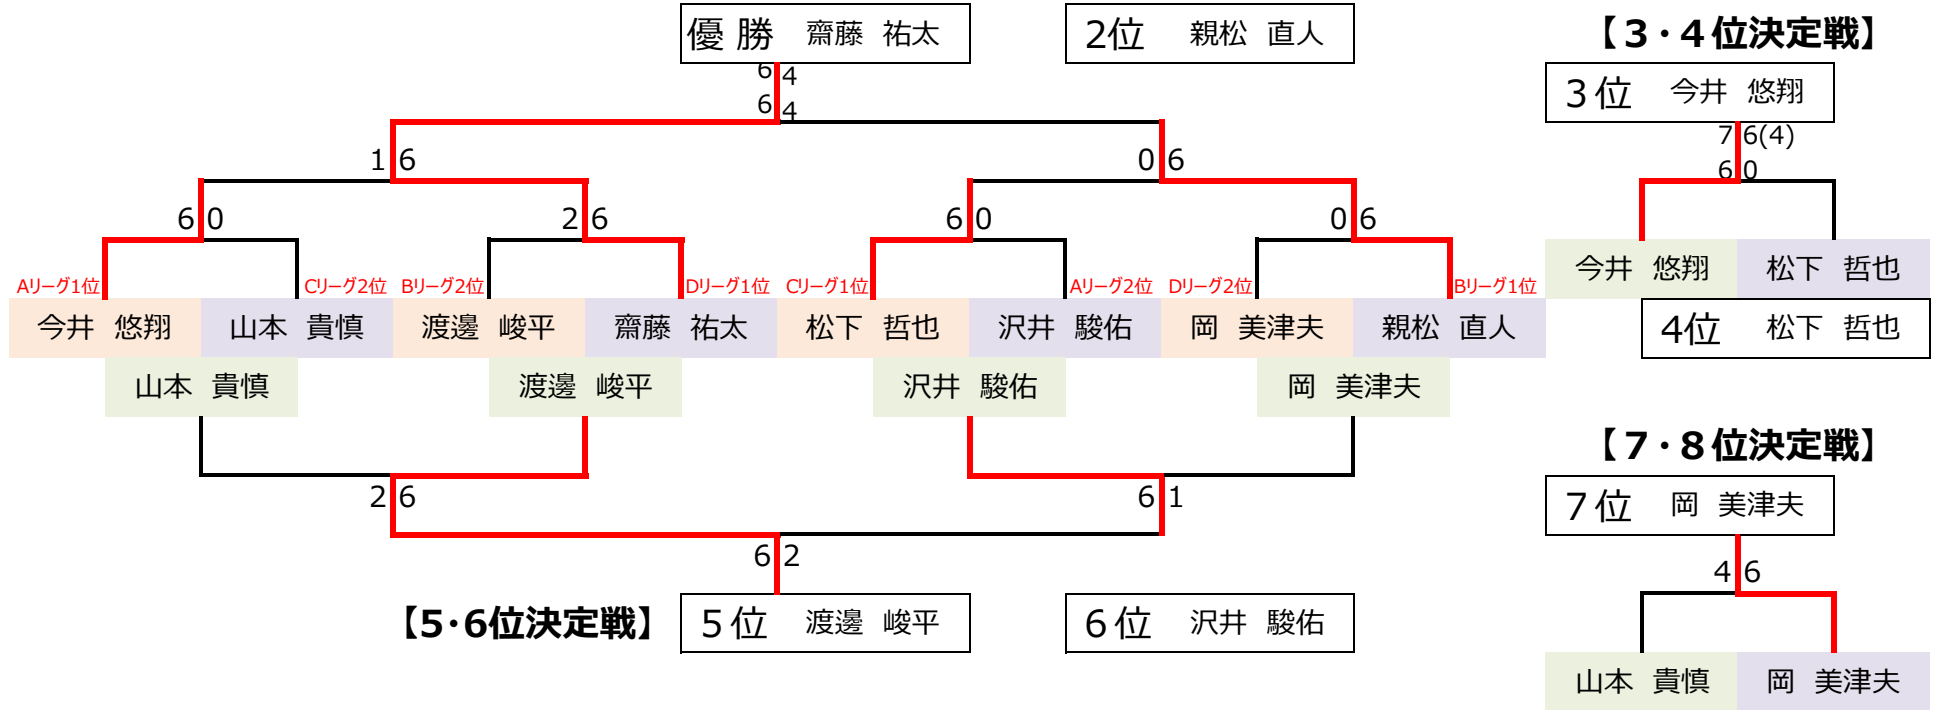 優 勝 齋藤 祐太
2位 親松 直人
【３・４位決定戦】
6 4
6 4
３位 今井 悠翔
7 6(4)
6 0
1 6
0 6
6 0
2 6
6 0
0 6
Aリーグ1位 Cリーグ2位 Bリーグ2位 Dリーグ1位 Cリーグ1位 Aリーグ2位 Dリーグ2位 Bリーグ1位
今井 悠翔 松下 哲也
今井 悠翔 山本 貴慎 渡邊 峻平 齋藤 祐太 松下 哲也 沢井 駿佑 岡 美津夫 親松 直人
4位 松下 哲也
山本 貴慎 渡邊 峻平 沢井 駿佑 岡 美津夫
2 6
6 1
6 2
【5・6位決定戦】
５位 渡邊 峻平
６位 沢井 駿佑
【７・８位決定戦】
７位 岡 美津夫
4 6
山本 貴慎 岡 美津夫